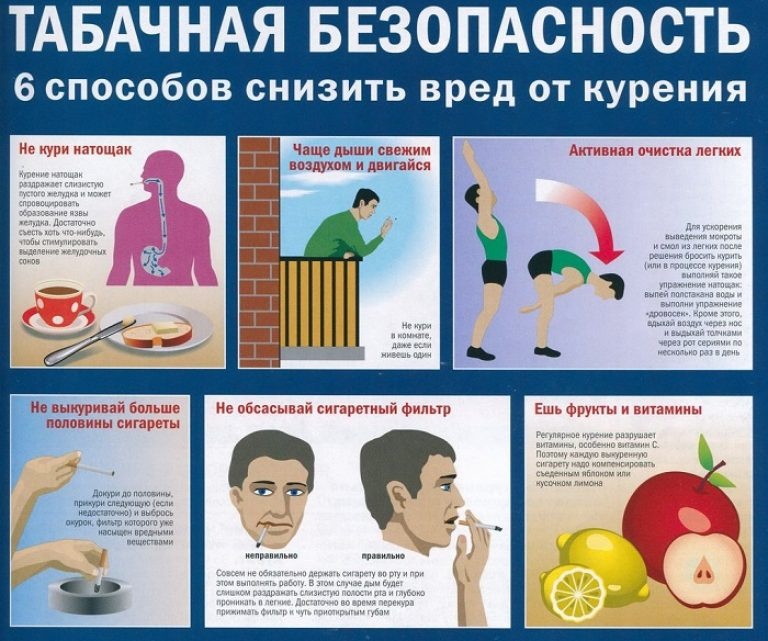 ТАБАЧНАЯ БЕЗОПАСНОСТЬ
6 способов снизить вред от курения
Не кури натощак
Курение натощак
раздражает слизистую
пустого желудка и может
спровоцировать
образование язвы
желудка. Достаточно
съесть хоть что-нибудь,
чтобы стимулировать
выделение желудочных
соков
Чаще дыши свежим
воздухом и двигайся
Не кури
в комнате,
даже если
живешь один
Активная очистка легких
Для ускорения
выведения мокроты
и смол из легких после
решения бросить курить
(или в процессе курения)
выполняй такое
упражнение натощак:
выпей полстакана воды и
выполни упражнение
«дровосек». Кроме этого,
вдыхай воздух через нос
и выдыхай толчками
через рот сериями по
несколько раз в день
Не выкуривай больше
половины сигареты
Докури до половины,
прикури следующую (если
недостаточно) и выбрось
окурок, фильтр которого уже
насыщен вредными
веществами
Не обсасывай сигаретный фильтр
неправильно
правильно
Совсем не обязательно держать сигарету во рту и при
этом выполнять работу. В этом случае дым будет
слишком раздражать слизистую полости рта и глубоко
проникать в легкие. Достаточно во время перекура
прижимать фильтр к чуть приоткрытым губам
Ешь фрукты и витамины
Регулярное курение разрушает
витамины, особенно витамин С.
Поэтому каждую выкуренную
сигарету надо компенсировать
съеденным яблоком или
кусочком лимона